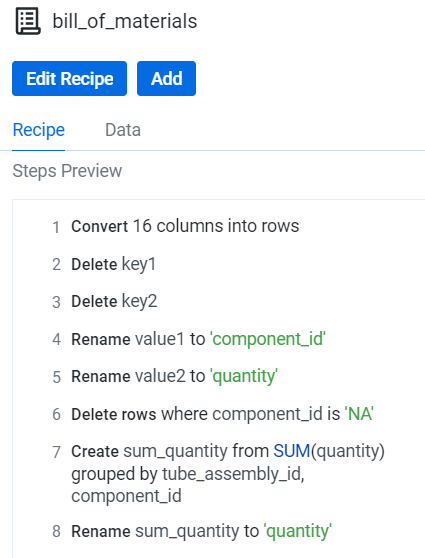 bill_of_materials
Edit Recipe
Add
Recipe
Data
Steps Preview
1 Convert 16 columns into rows
2 Delete key1
3 Delete key2
4 Rename value1 to 'component_id'
5 Rename value2 to 'quantity'
6 Delete rows where component_id is 'NA'
7 Create sum_quantity from SUM(quantity)
grouped by tube_assembly_id,
component_id
8 Rename sum_quantity to 'quantity'